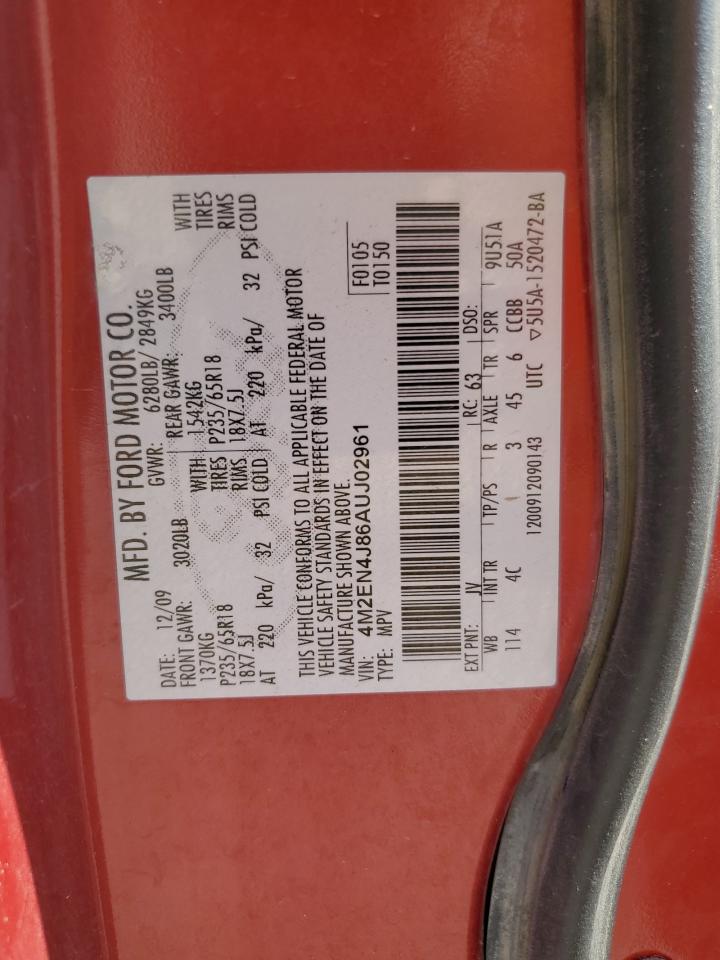 MFD. BY FORD MOTOR CO.
DATE: 12/09 GVWR: 6280LB/ 2849KG
FRONT GAWR: 3020LB REAR GAWR: 3400LB
1370KG WITH 1542KG WITH
P235/65R18 TIRES P235/65R18 TIRES
18X7.5J RIMS 18X7.5J RIMS
AT 220 kPa/ 32 PSI COLD AT 220 kPa/ 32 PSI COLD
THIS VEHICLE CONFORMS TO ALL APPLICABLE FEDERAL MOTOR
VEHICLE SAFETY STANDARDS IN EFFECT ON THE DATE OF
MANUFACTURE SHOWN ABOVE.
VIN: 4M2EN4J86AUJ02961 F0105
TYPE: MPV T0150
EXT PNT: JV RC: 63 DSO:
WB INT TR TP/PS R AXLE TR SPR 9U51A
114 4C 3 45 6 CCBB 50A
1200912090143 UTC ▽5U5A-1520472-BA